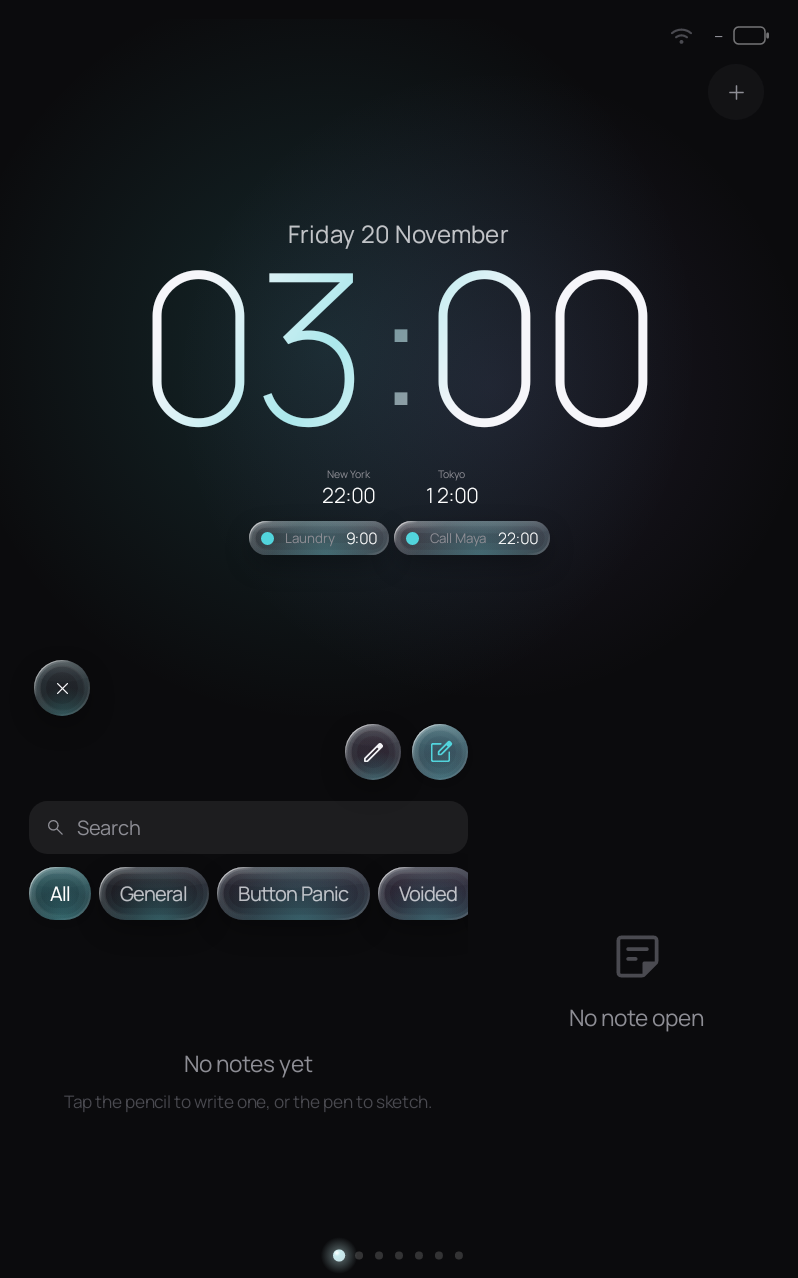 –
Friday 20 November
03:00
New York
22:00
Tokyo
12:00
Laundry 9:00
Call Maya 22:00
Search
All
General
Button Panic
Voided
No note open
No notes yet
Tap the pencil to write one, or the pen to sketch.